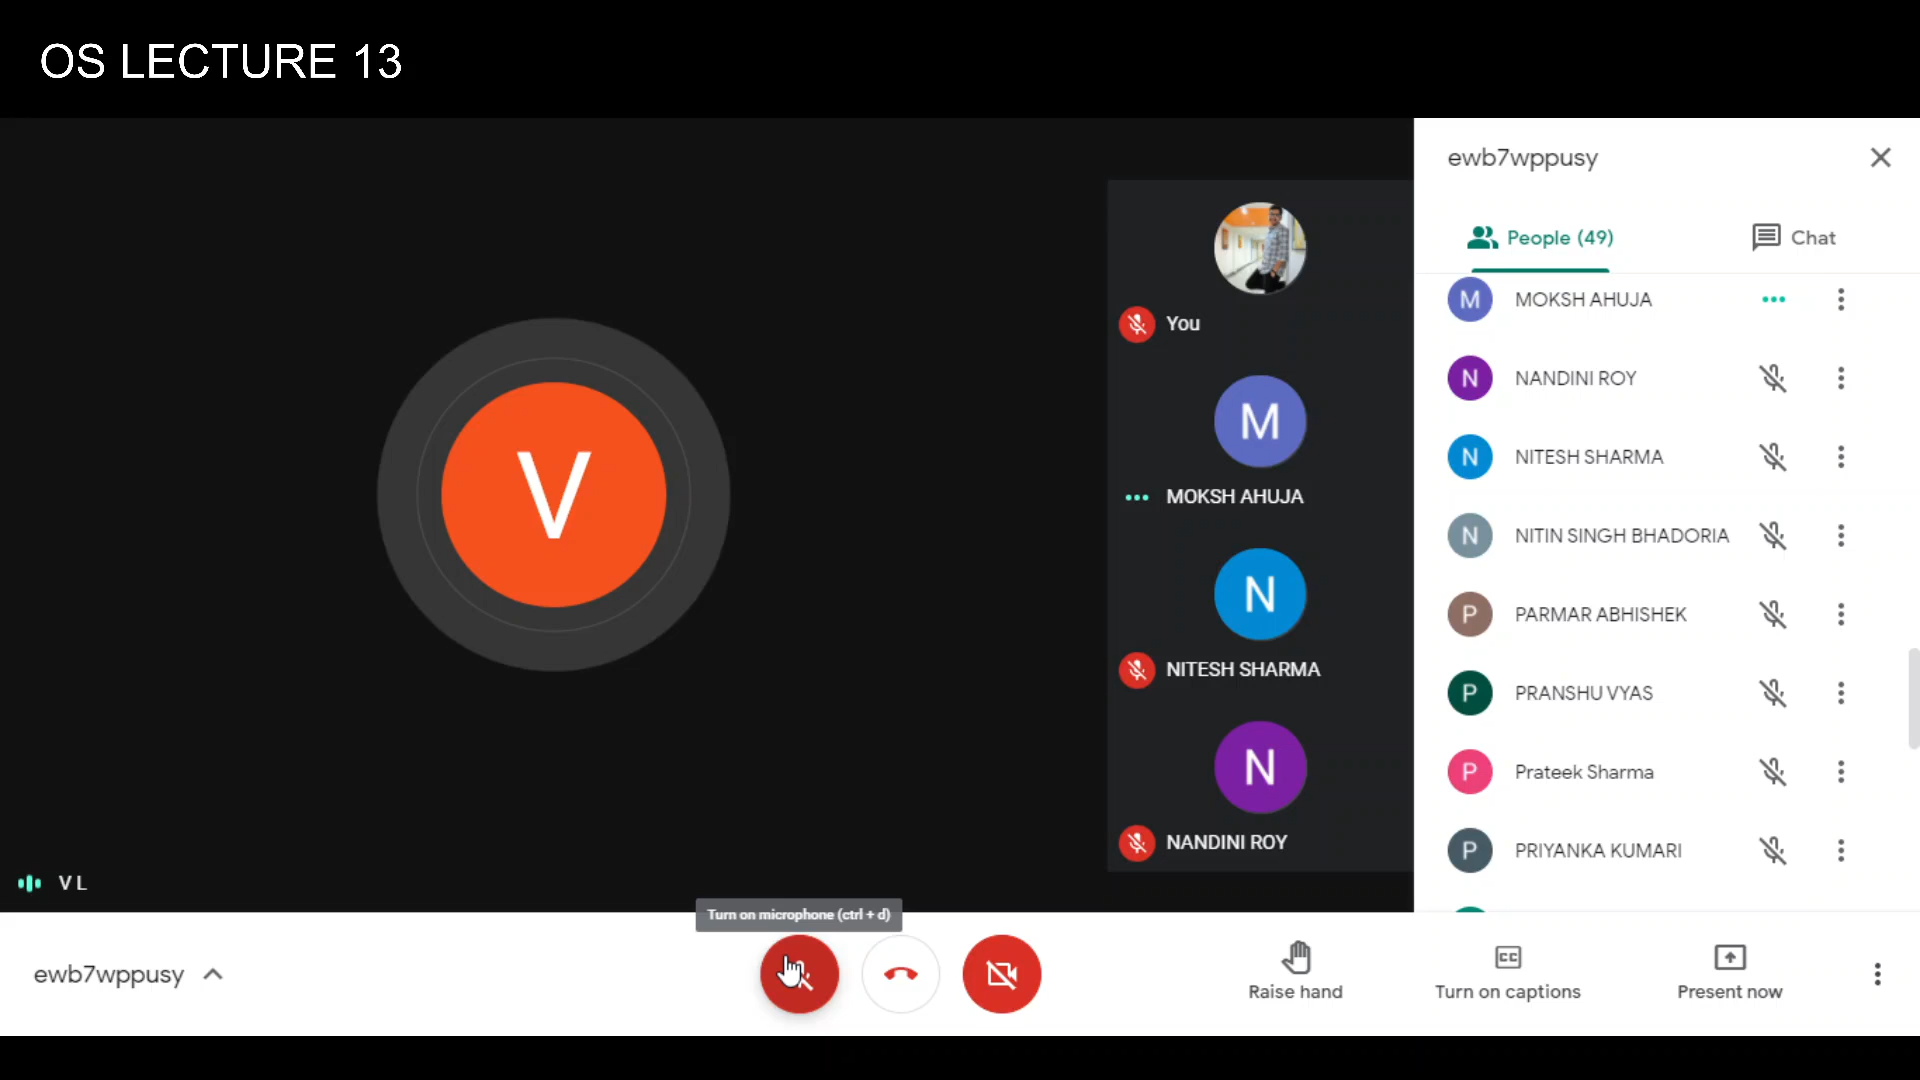 OS LECTURE 13
V
V L
You
M
MOKSH AHUJA
N
NITESH SHARMA
N
NANDINI ROY
ewb7wppusy
People (49)
Chat
M MOKSH AHUJA
N NANDINI ROY
N NITESH SHARMA
N NITIN SINGH BHADORIA
P PARMAR ABHISHEK
P PRANSHU VYAS
P Prateek Sharma
P PRIYANKA KUMARI
Turn on microphone (ctrl + d)
ewb7wppusy
Raise hand
CC
Turn on captions
Present now